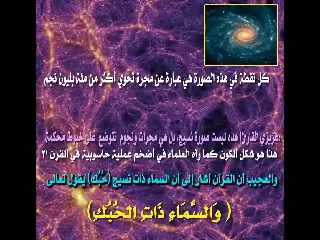 كل نقطة في هذه الصورة هي عبارة عن مجرة تحوي أكثر من مئة بليون نجم
عزيزي القارئ! هذه ليست صورة نسيج، بل هي مجرات ونجوم تتوضع على خيوط محكمة
هذا هو شكل الكون كما رآه العلماء في أضخم عملية حاسوبية في القرن ٢١
والعجيب أن القرآن أشار إلى أن السماء ذات نسيج (حُبُك) يقول تعالى
( وَالسَّمَاءِ ذَاتِ الْحُبُكِ )